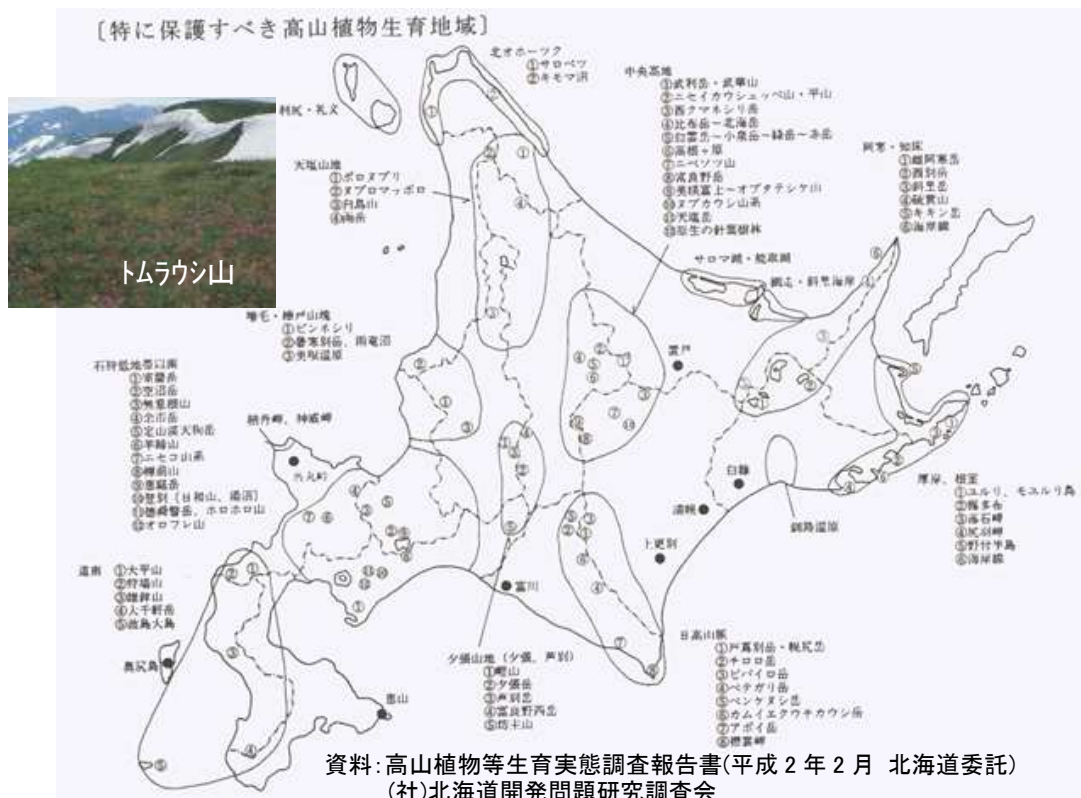 〔特に保護すべき高山植物生育地域〕
トムラウシ山
利尻・礼文
北オホーツク
①サロベツ
②キモマ沼
天塩山地
①ポロヌプリ
②ヌプロマッポロ
③白鳥山
中央高地
①武利岳・武華山
②ニセイカウシュッペ山・平山
③西クマネシリ岳
④比布岳〜北海岳
⑤白雲岳〜小泉岳〜緑岳〜赤岳
⑥高根ヶ原
⑦ニペソツ山
⑧富良野岳
⑨美瑛富士〜オプタテシケ山
⑩ヌプカウシ山系
⑪天塩岳
⑫原生の針葉樹林
阿寒・知床
①雌阿寒岳
②西別岳
③斜里岳
④硫黄山
⑥海岸線
サロマ湖・能取湖
網走・斜里海岸
増毛・樺戸山塊
①ピンネシリ
②暑寒別岳、雨竜沼
③美唄湿原
石狩低地帯以南
①室蘭岳
②空沼岳
③無意根山
④余市岳
⑤定山渓天狗岳
⑥羊蹄山
⑦ニセコ山系
⑧樽前山
⑨恵庭岳
⑩登別〔日和山、湯沼〕
⑪徳舜瞥岳、ホロホロ山
⑫オロフレ山
積丹岬、神威岬
置戸
白糠
浦幌
上更別
釧路湿原
富川
厚岸、根室
①ユルリ、モユルリ島
②霧多布
③落石岬
④尻羽岬
⑤野付半島
⑥海岸線
道南
①大平山
②狩場山
③雄鉾山
④大千軒岳
⑤渡島大島
奥尻島
恵山
夕張山地(夕張、芦別)
①崕山
②夕張岳
③芦別岳
④富良野西岳
⑤坊主山
日高山脈
①戸蔦別岳・幌尻岳
②チロロ岳
③ピパイロ岳
④ペテガリ岳
⑤ペンケヌシ岳
⑥カムイエクウチカウシ岳
⑦アポイ岳
⑧襟裳岬
資料:高山植物等生育実態調査報告書(平成2年2月 北海道委託)
(社)北海道開発問題研究調査会